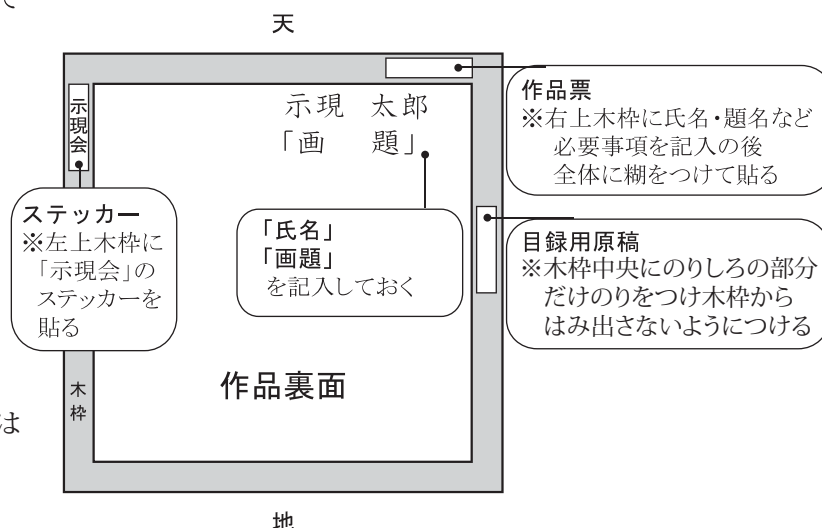 て
天
示現会
示現 太郎
「画 題」
作品票
※右上木枠に氏名・題名など
必要事項を記入の後
全体に糊をつけて貼る
ステッカー
※左上木枠に
「示現会」の
ステッカーを
貼る
「氏名」
「画題」
を記入しておく
目録用原稿
※木枠中央にのりしろの部分
だけのりをつけ木枠から
はみ出さないようにつける
木枠
作品裏面
は
地